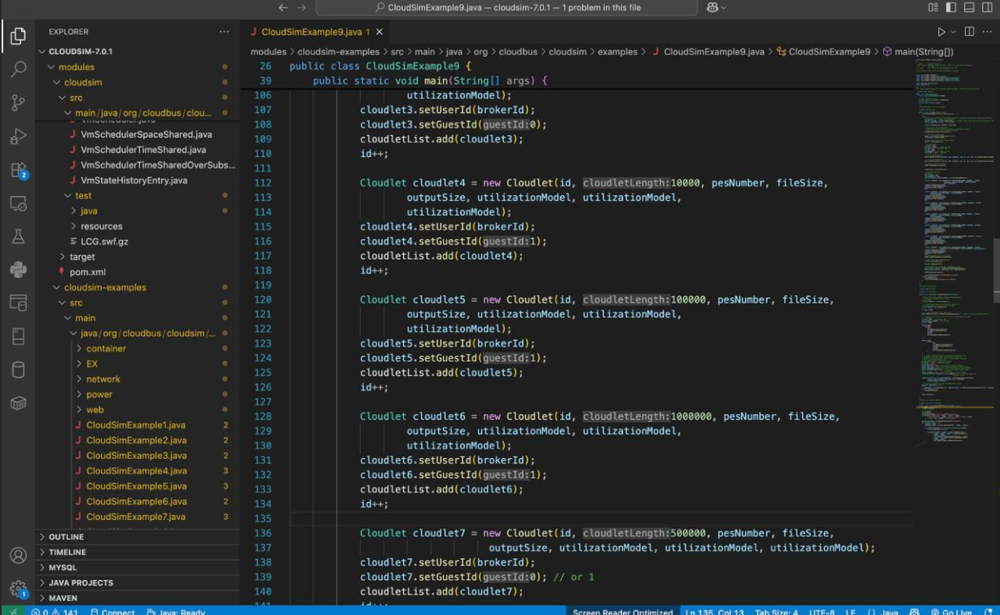 CloudSimExample9.java — cloudsim-7.0.1 — 1 problem in this file
EXPLORER
CLOUDSIM-7.0.1
modules
cloudsim
src
main/java/org/cloudbus/clou...
VmScheduler.java
VmSchedulerSpaceShared.java
VmSchedulerTimeShared.java
VmSchedulerTimeSharedOverSubs...
VmStateHistoryEntry.java
test
java
resources
LCG.swf.gz
target
pom.xml
cloudsim-examples
src
main
java/org/cloudbus/cloudsim/...
container
EX
network
power
web
CloudSimExample1.java 2
CloudSimExample2.java 2
CloudSimExample3.java 2
CloudSimExample4.java 3
CloudSimExample5.java 3
CloudSimExample6.java 2
CloudSimExample7.java 3
OUTLINE
TIMELINE
MYSQL
JAVA PROJECTS
MAVEN
2
1
J CloudSimExample9.java 1 ×
modules > cloudsim-examples > src > main > java > org > cloudbus > cloudsim > examples > J CloudSimExample9.java > CloudSimExample9 > main(String[])
26 public class CloudSimExample9 {
39 public static void main(String[] args) {
106 utilizationModel);
107 cloudlet3.setUserId(brokerId);
108 cloudlet3.setGuestId(guestId:0);
109 cloudletList.add(cloudlet3);
110 id++;
111
112 Cloudlet cloudlet4 = new Cloudlet(id, cloudletLength:10000, pesNumber, fileSize,
113 outputSize, utilizationModel, utilizationModel,
114 utilizationModel);
115 cloudlet4.setUserId(brokerId);
116 cloudlet4.setGuestId(guestId:1);
117 cloudletList.add(cloudlet4);
118 id++;
119
120 Cloudlet cloudlet5 = new Cloudlet(id, cloudletLength:100000, pesNumber, fileSize,
121 outputSize, utilizationModel, utilizationModel,
122 utilizationModel);
123 cloudlet5.setUserId(brokerId);
124 cloudlet5.setGuestId(guestId:1);
125 cloudletList.add(cloudlet5);
126 id++;
127
128 Cloudlet cloudlet6 = new Cloudlet(id, cloudletLength:1000000, pesNumber, fileSize,
129 outputSize, utilizationModel, utilizationModel,
130 utilizationModel);
131 cloudlet6.setUserId(brokerId);
132 cloudlet6.setGuestId(guestId:1);
133 cloudletList.add(cloudlet6);
134 id++;
135
136 Cloudlet cloudlet7 = new Cloudlet(id, cloudletLength:500000, pesNumber, fileSize,
137 outputSize, utilizationModel, utilizationModel, utilizationModel);
138 cloudlet7.setUserId(brokerId);
139 cloudlet7.setGuestId(guestId:0); // or 1
140 cloudletList.add(cloudlet7);
141 id++;
0 141 Connect Java: Ready Screen Reader Optimized Ln 135, Col 13 Tab Size: 4 UTF-8 LF {} Java Go Live